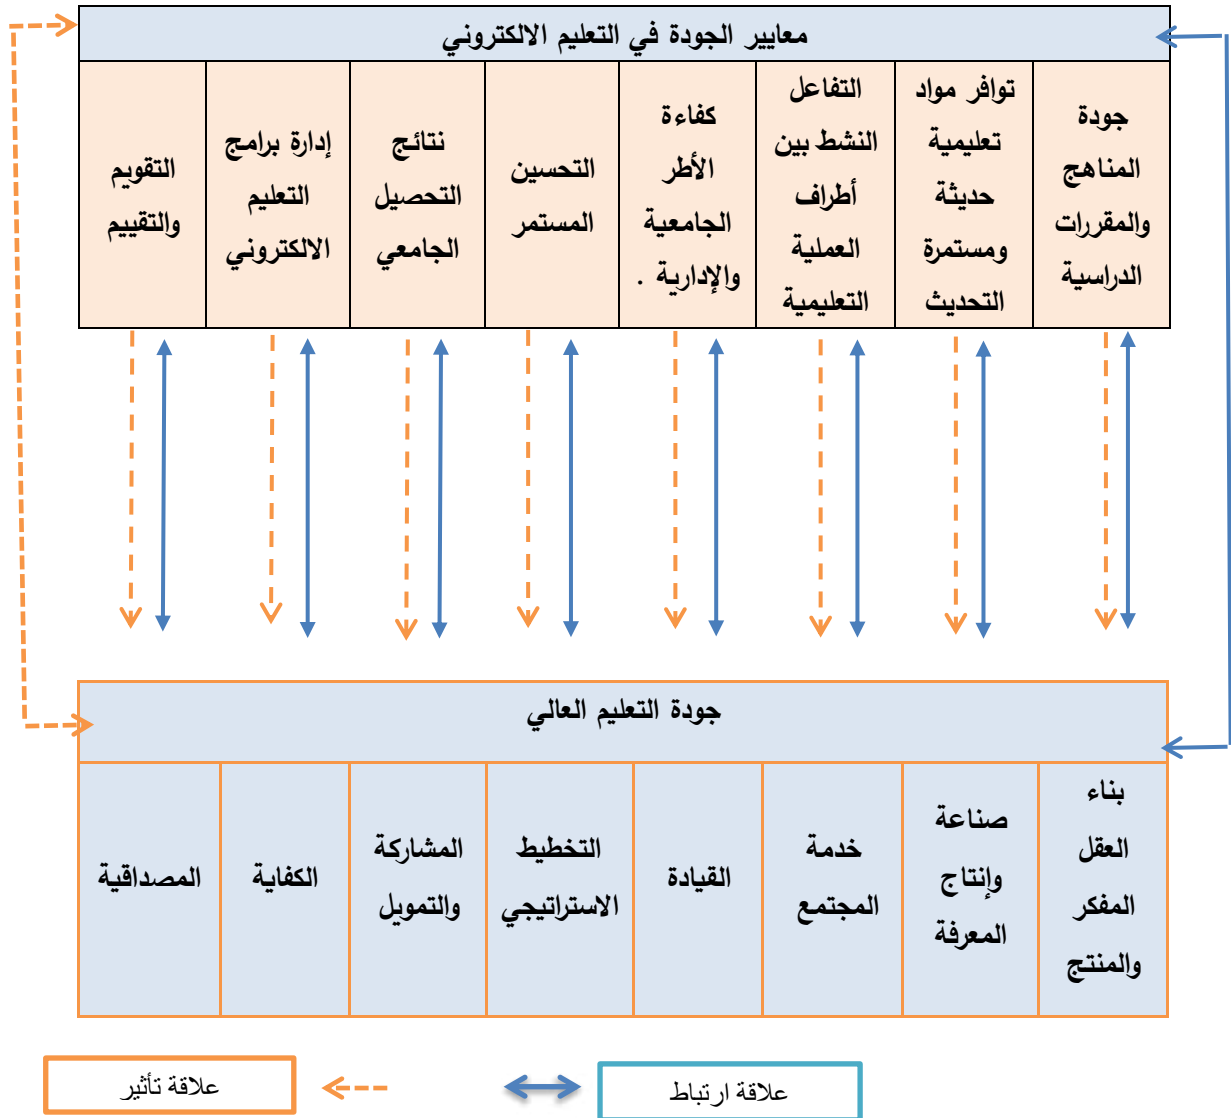 معايير الجودة في التعليم الالكتروني
جودة
المناهج
والمقررات
الدراسية
توافر مواد
تعليمية
حديثة
ومستمرة
التحديث
التفاعل
النشط بين
أطراف
العملية
التعليمية
كفاءة
الأطر
الجامعية
والإدارية .
التحسين
المستمر
نتائج
التحصيل
الجامعي
إدارة برامج
التعليم
الالكتروني
التقويم
والتقييم
جودة التعليم العالي
بناء
العقل
المفكر
والمنتج
صناعة
وإنتاج
المعرفة
خدمة
المجتمع
القيادة
التخطيط
الاستراتيجي
المشاركة
والتمويل
الكفاية
المصداقية
علاقة ارتباط
علاقة تأثير